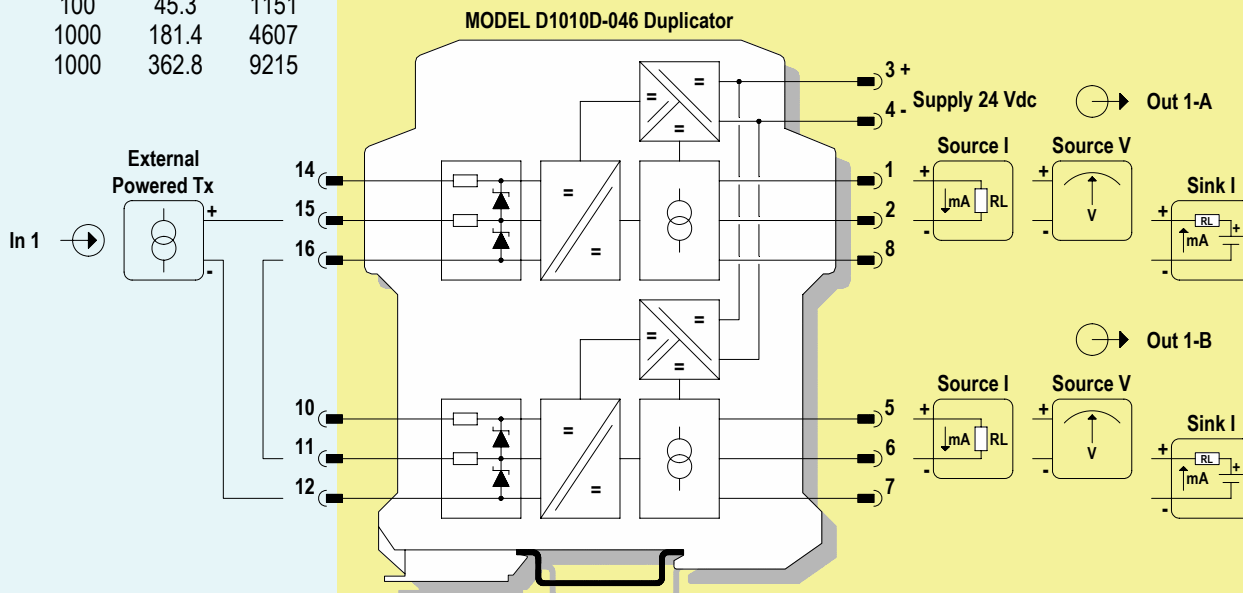 100 45.3 1151
1000 181.4 4607
1000 362.8 9215
MODEL D1010D-046 Duplicator
3 +
4 -
Supply 24 Vdc
Out 1-A
External
Powered Tx
In 1
+
-
14
15
16
=
=
=
=
=
1
2
8
Source I
+
-
mA
RL
Source V
+
-
V
Sink I
+
-
RL
mA
+
=
=
=
Out 1-B
10
11
12
=
=
5
6
7
Source I
+
-
mA
RL
Source V
+
-
V
Sink I
+
-
RL
mA
+